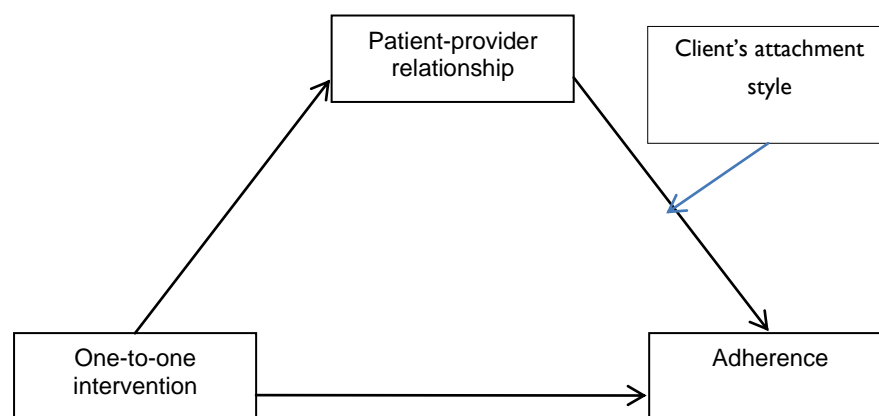 Patient-provider
relationship
Client’s attachment
style
One-to-one
intervention
Adherence